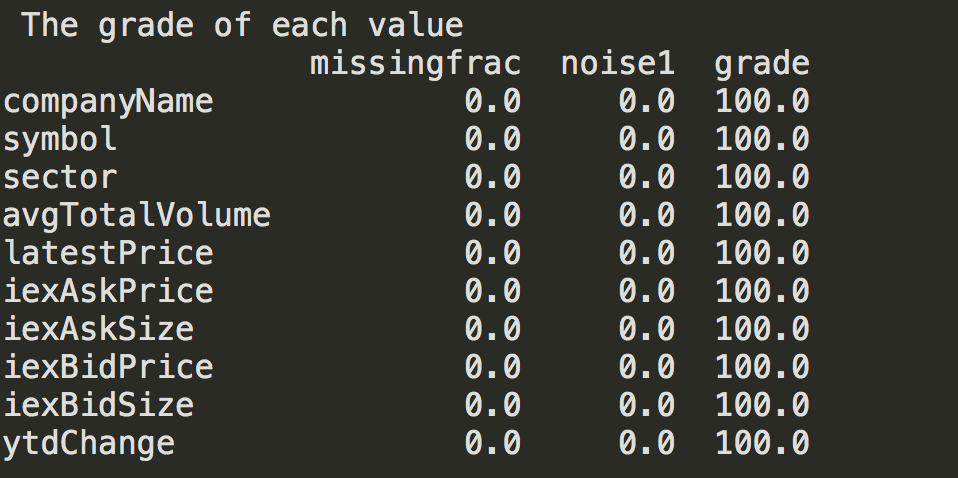 The grade of each value
missingfrac noise1 grade
companyName 0.0 0.0 100.0
symbol 0.0 0.0 100.0
sector 0.0 0.0 100.0
avgTotalVolume 0.0 0.0 100.0
latestPrice 0.0 0.0 100.0
iexAskPrice 0.0 0.0 100.0
iexAskSize 0.0 0.0 100.0
iexBidPrice 0.0 0.0 100.0
iexBidSize 0.0 0.0 100.0
ytdChange 0.0 0.0 100.0